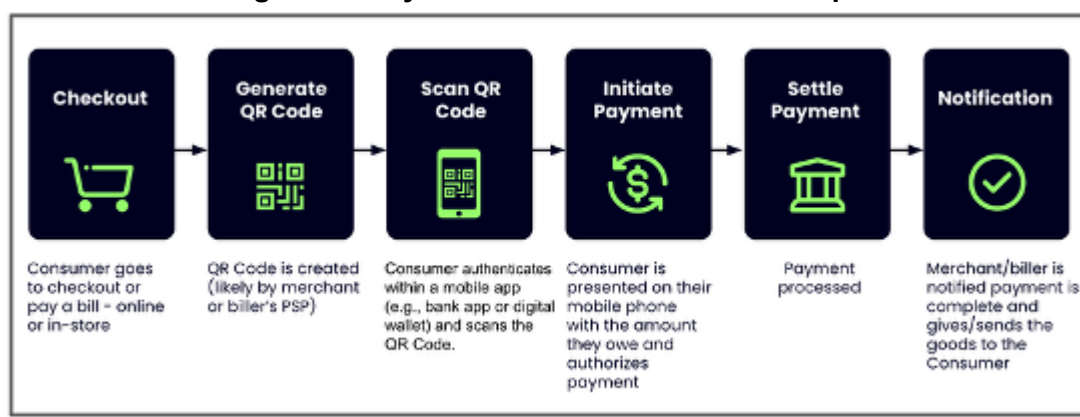 Checkout
Generate
QR Code
Scan QR
Code
Initiate
Payment
Settle
Payment
Notification
Consumer goes
to checkout or
pay a bill - online
or in-store
QR Code is created
(likely by merchant
or biller's PSP)
Consumer authenticates
within a mobile app
(e.g., bank app or digital
wallet) and scans the
QR Code.
Consumer is
presented on their
mobile phone
with the amount
they owe and
authorizes
payment
Payment
processed
Merchant/biller is
notified payment is
complete and
gives/sends the
goods to the
Consumer